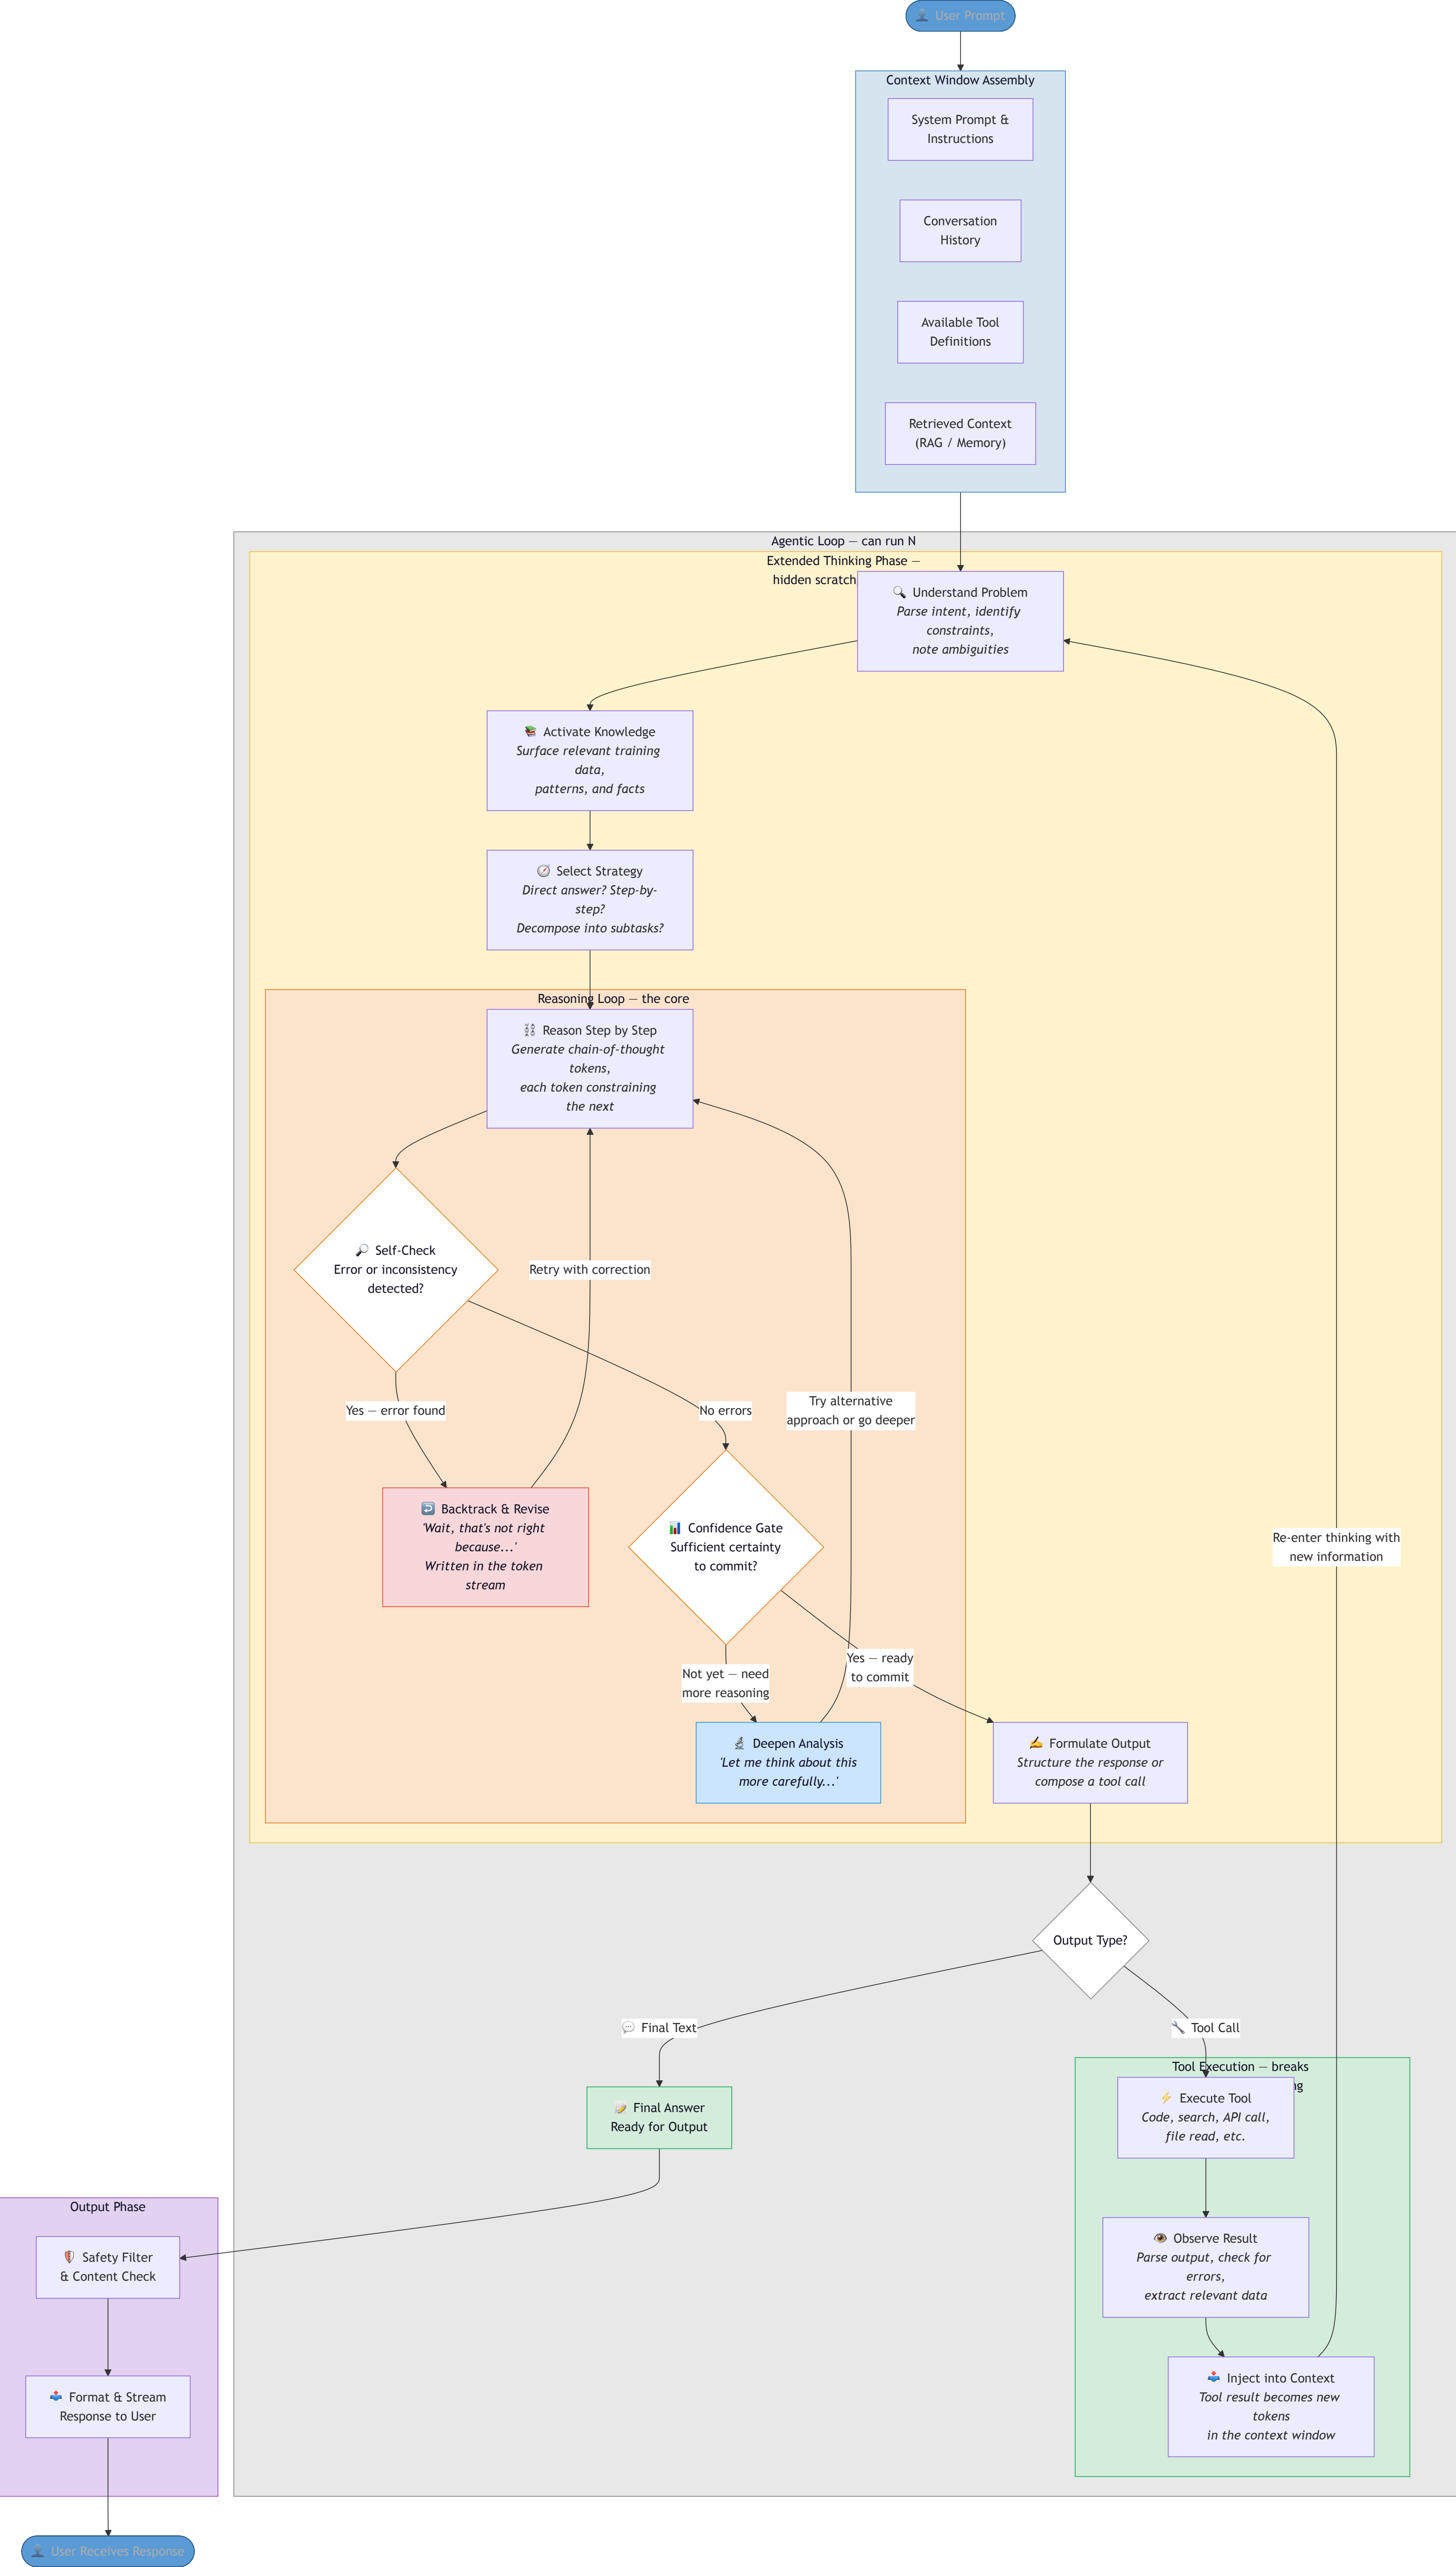 User Prompt
Context Window Assembly
System Prompt &
Instructions
Conversation
History
Available Tool
Definitions
Retrieved Context
(RAG / Memory)
Agentic Loop — can run N
Extended Thinking Phase —
hidden scratch
Understand Problem
Parse intent, identify
constraints,
note ambiguities
Activate Knowledge
Surface relevant training
data,
patterns, and facts
Select Strategy
Direct answer? Step-by-
step?
Decompose into subtasks?
Reasoning Loop — the core
Reason Step by Step
Generate chain-of-thought
tokens,
each token constraining
the next
Self-Check
Error or inconsistency
detected?
Retry with correction
Yes — error found
No errors
Try alternative
approach or go deeper
Backtrack & Revise
'Wait, that's not right
because...'
Written in the token
stream
Confidence Gate
Sufficient certainty
to commit?
Re-enter thinking with
new information
Not yet — need
more reasoning
Yes — ready
to commit
Deepen Analysis
'Let me think about this
more carefully...'
Formulate Output
Structure the response or
compose a tool call
Output Type?
Final Text
Tool Call
Tool Execution — breaks
ng
Execute Tool
Code, search, API call,
file read, etc.
Final Answer
Ready for Output
Output Phase
Safety Filter
& Content Check
Observe Result
Parse output, check for
errors,
extract relevant data
Format & Stream
Response to User
Inject into Context
Tool result becomes new
tokens
in the context window
User Receives Response